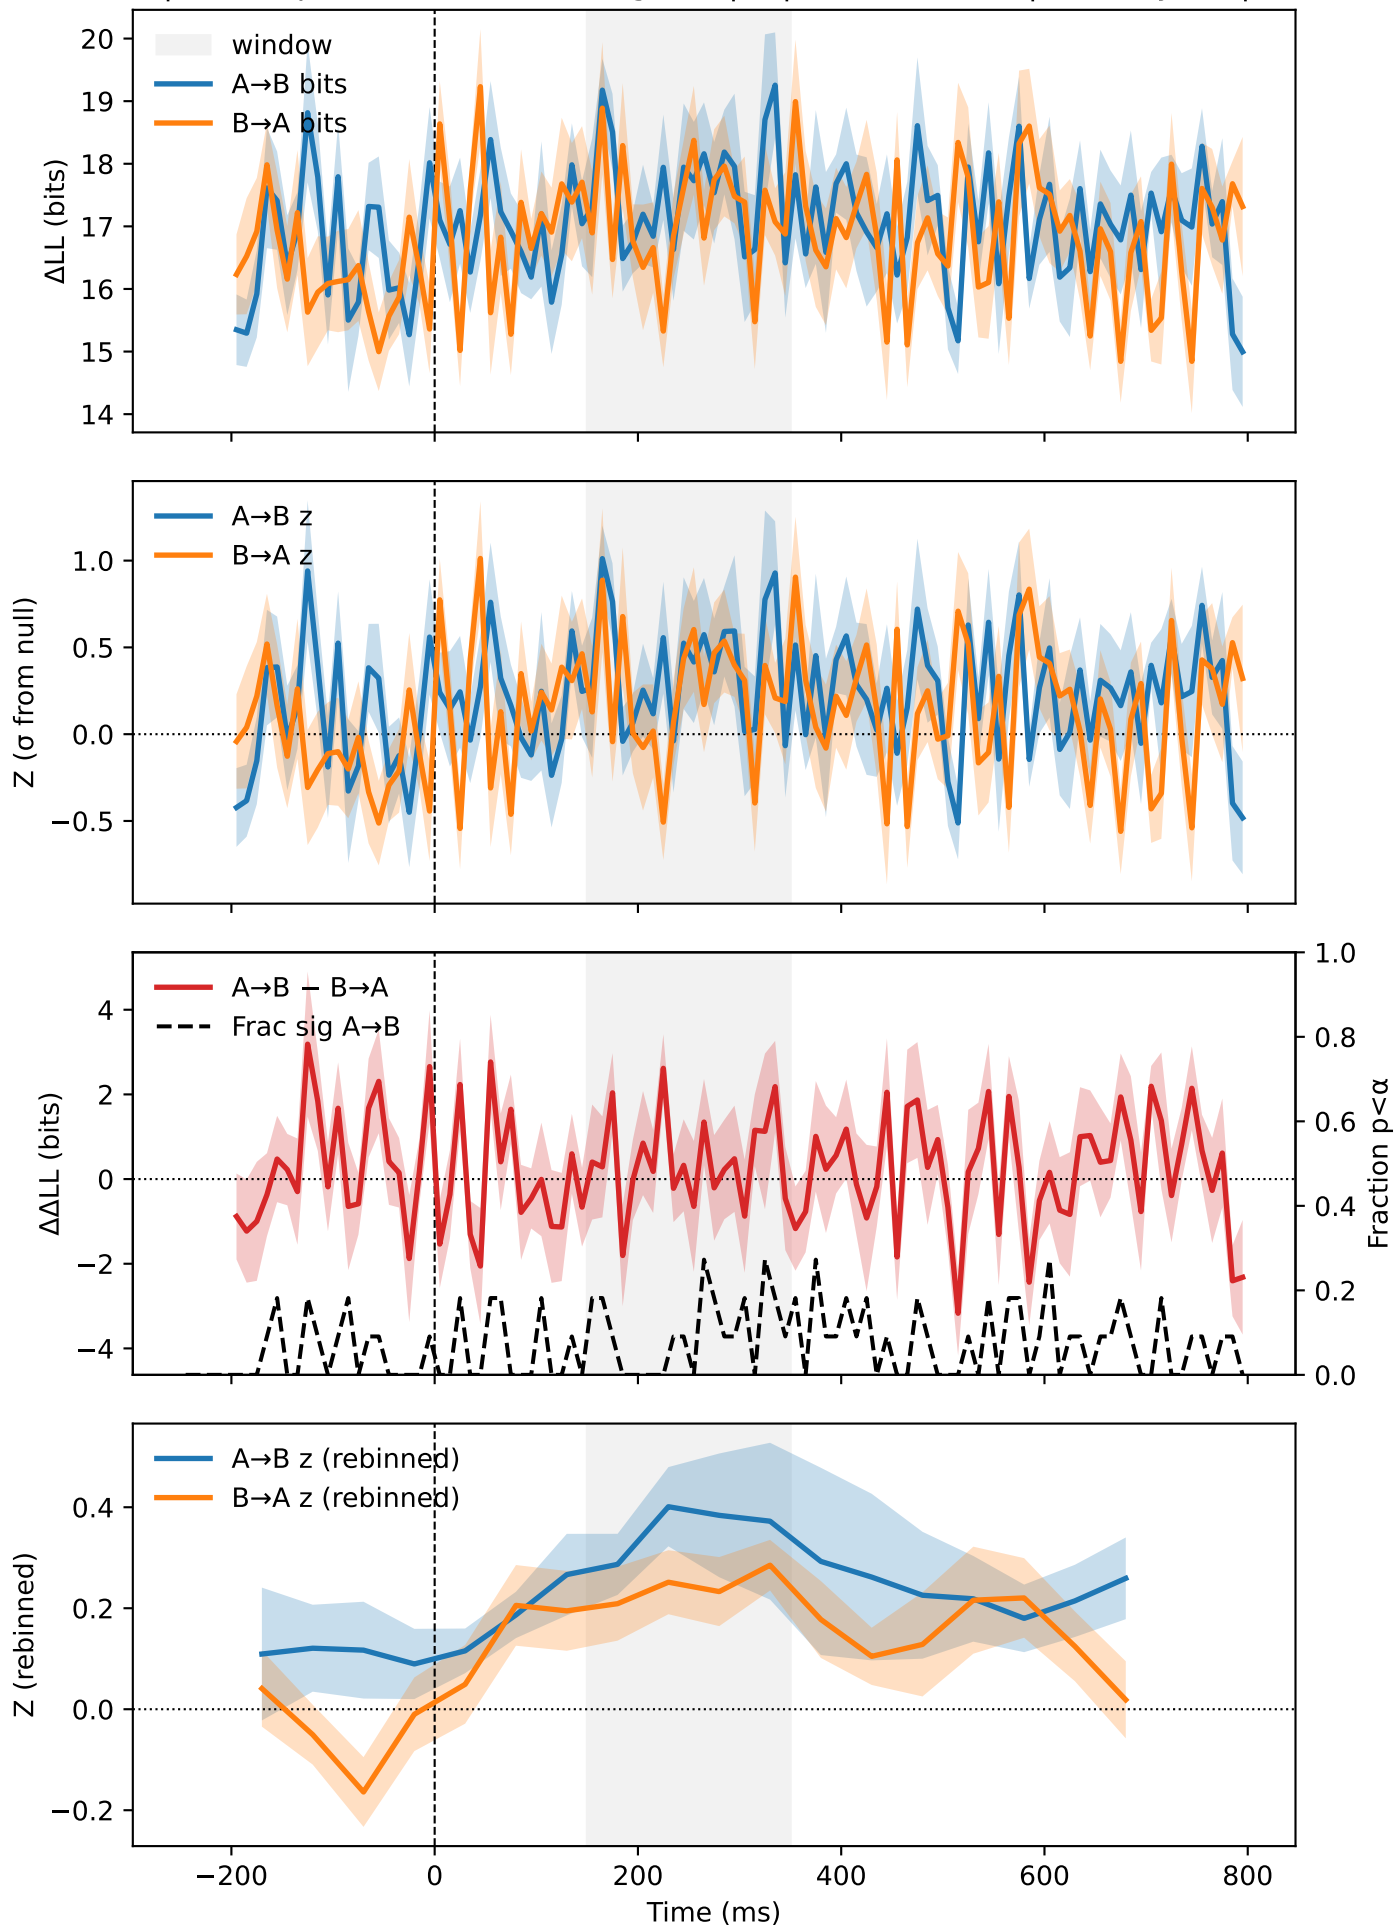 20
19
18
17
16
15
14
ΔLL (bits)
window
A→B bits
B→A bits
1.0
0.5
0.0
−0.5
Z (σ from null)
A→B z
B→A z
4
2
0
−2
−4
ΔΔLL (bits)
A→B − B→A
Frac sig A→B
1.0
0.8
0.6
0.4
0.2
0.0
Fraction p<α
0.4
0.2
0.0
−0.2
Z (rebinned)
A→B z (rebinned)
B→A z (rebinned)
−200
0
200
400
600
800
Time (ms)